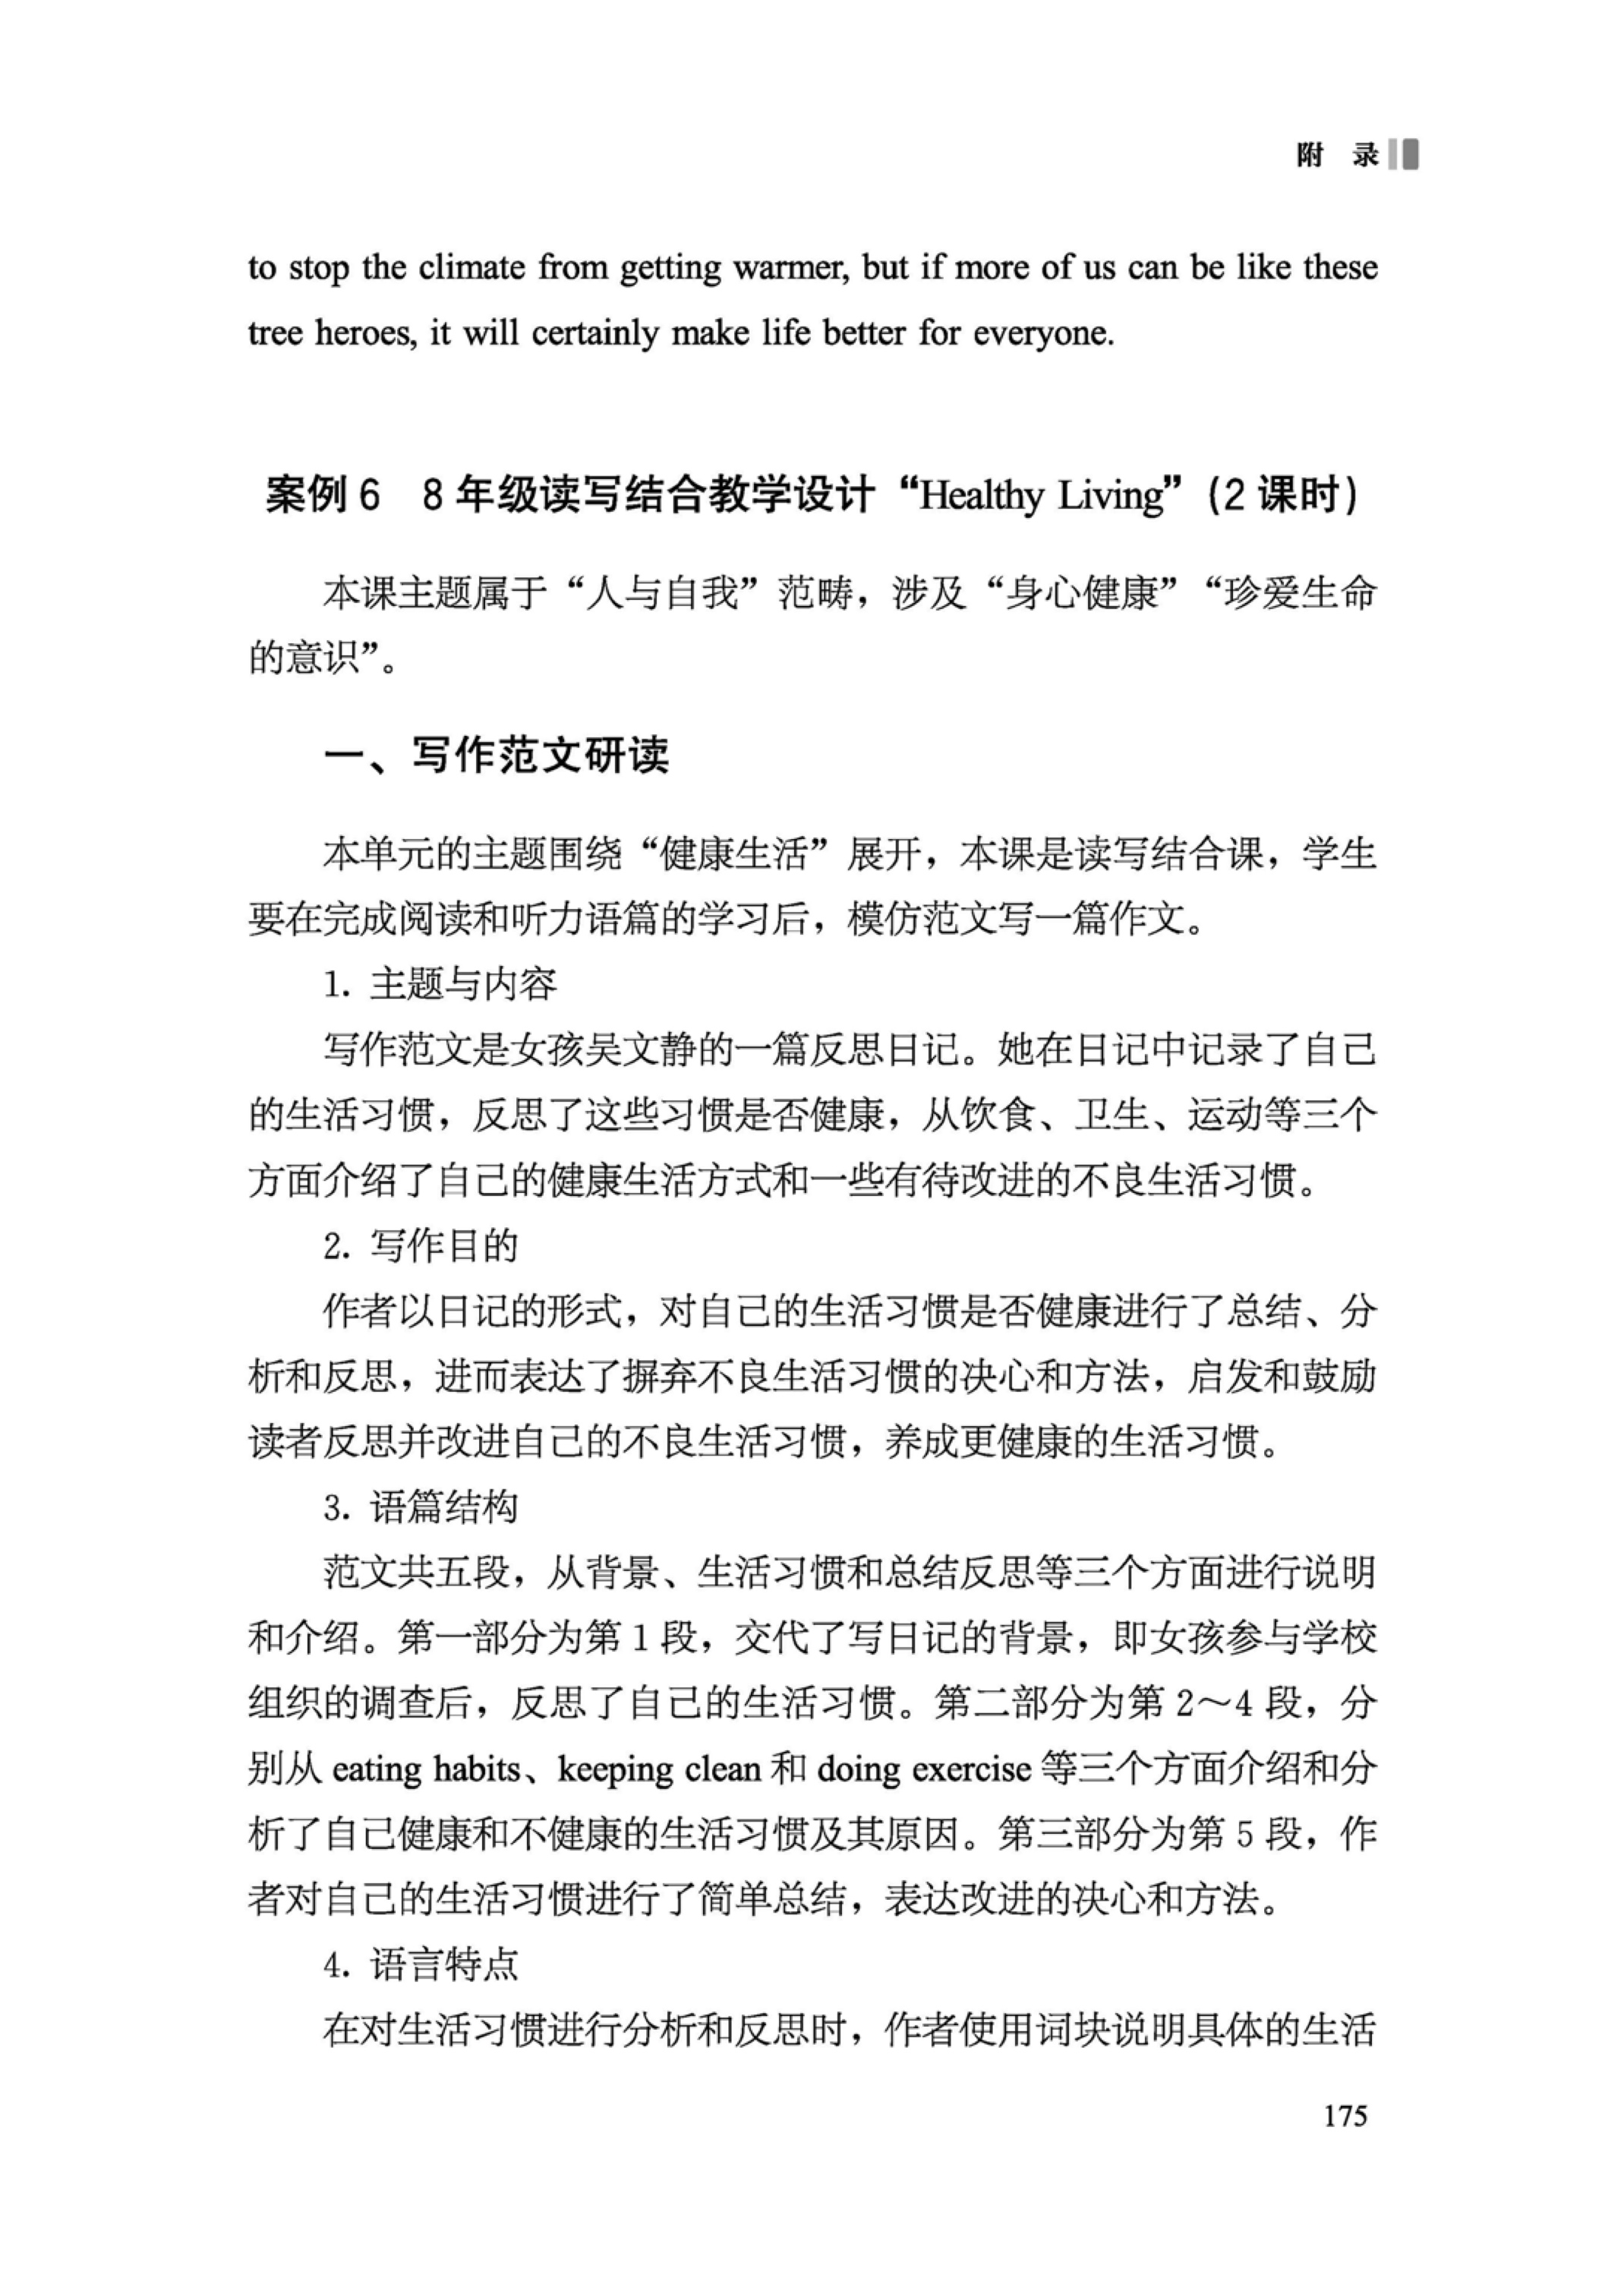 附 录
to stop the climate from getting warmer, but if more of us can be like these
tree heroes, it will certainly make life better for everyone.
案例 6 8 年级读写结合教学设计“Healthy Living”(2 课时)
本课主题属于“人与自我”范畴，涉及“身心健康”“珍爱生命
的意识”。
一、写作范文研读
本单元的主题围绕“健康生活”展开，本课是读写结合课，学生
要在完成阅读和听力语篇的学习后，模仿范文写一篇作文。
1. 主题与内容
写作范文是女孩吴文静的一篇反思日记。她在日记中记录了自己
的生活习惯，反思了这些习惯是否健康，从饮食、卫生、运动等三个
方面介绍了自己的健康生活方式和一些有待改进的不良生活习惯。
2. 写作目的
作者以日记的形式，对自己的生活习惯是否健康进行了总结、分
析和反思，进而表达了摒弃不良生活习惯的决心和方法，启发和鼓励
读者反思并改进自己的不良生活习惯，养成更健康的生活习惯。
3. 语篇结构
范文共五段，从背景、生活习惯和总结反思等三个方面进行说明
和介绍。第一部分为第 1 段，交代了写日记的背景，即女孩参与学校
组织的调查后，反思了自己的生活习惯。第二部分为第 2～4 段，分
别从 eating habits、keeping clean 和 doing exercise 等三个方面介绍和分
析了自己健康和不健康的生活习惯及其原因。第三部分为第 5 段，作
者对自己的生活习惯进行了简单总结，表达改进的决心和方法。
4. 语言特点
在对生活习惯进行分析和反思时，作者使用词块说明具体的生活
175